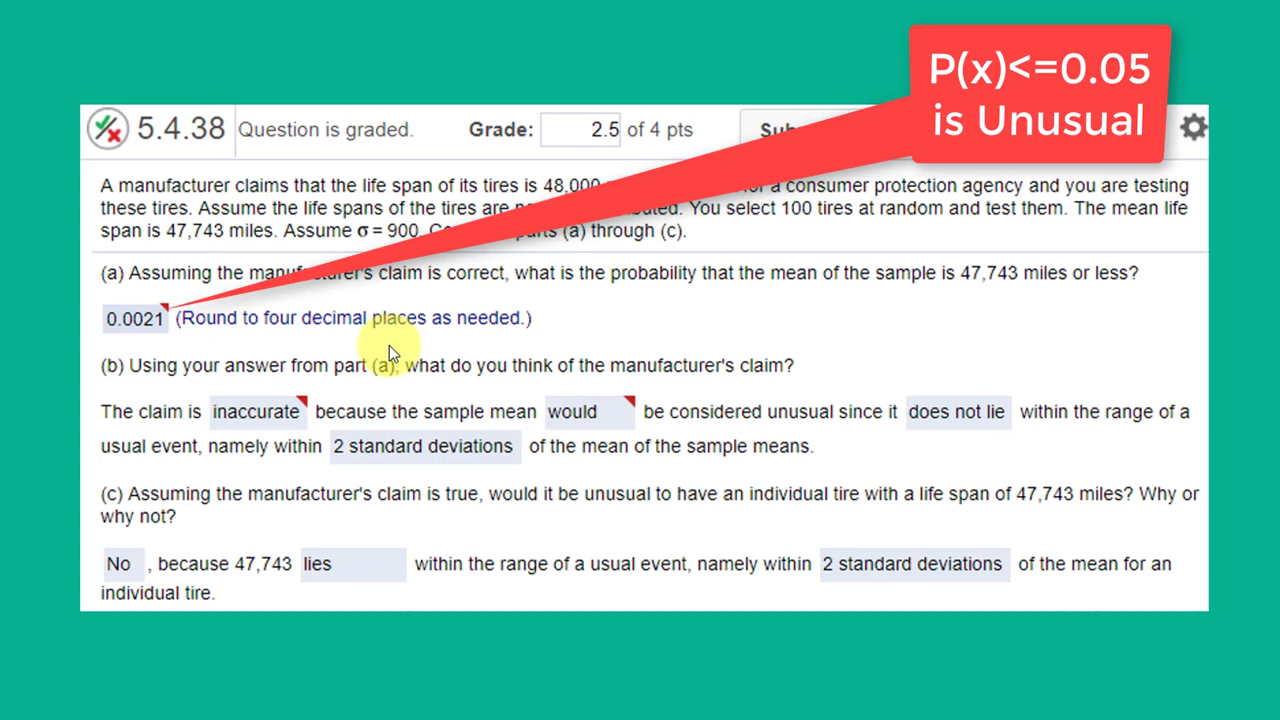 P(x)<=0.05
is Unusual
5.4.38 Question is graded. Grade: 2.5 of 4 pts
A manufacturer claims that the life span of its tires is 48,000 for a consumer protection agency and you are testing
these tires. Assume the life spans of the tires are You select 100 tires at random and test them. The mean life
span is 47,743 miles. Assume σ = 900. parts (a) through (c).
(a) Assuming the manufacturer's claim is correct, what is the probability that the mean of the sample is 47,743 miles or less?
0.0021 (Round to four decimal places as needed.)
(b) Using your answer from part (a), what do you think of the manufacturer's claim?
The claim is inaccurate because the sample mean would be considered unusual since it does not lie within the range of a
usual event, namely within 2 standard deviations of the mean of the sample means.
(c) Assuming the manufacturer's claim is true, would it be unusual to have an individual tire with a life span of 47,743 miles? Why or
why not?
No , because 47,743 lies within the range of a usual event, namely within 2 standard deviations of the mean for an
individual tire.